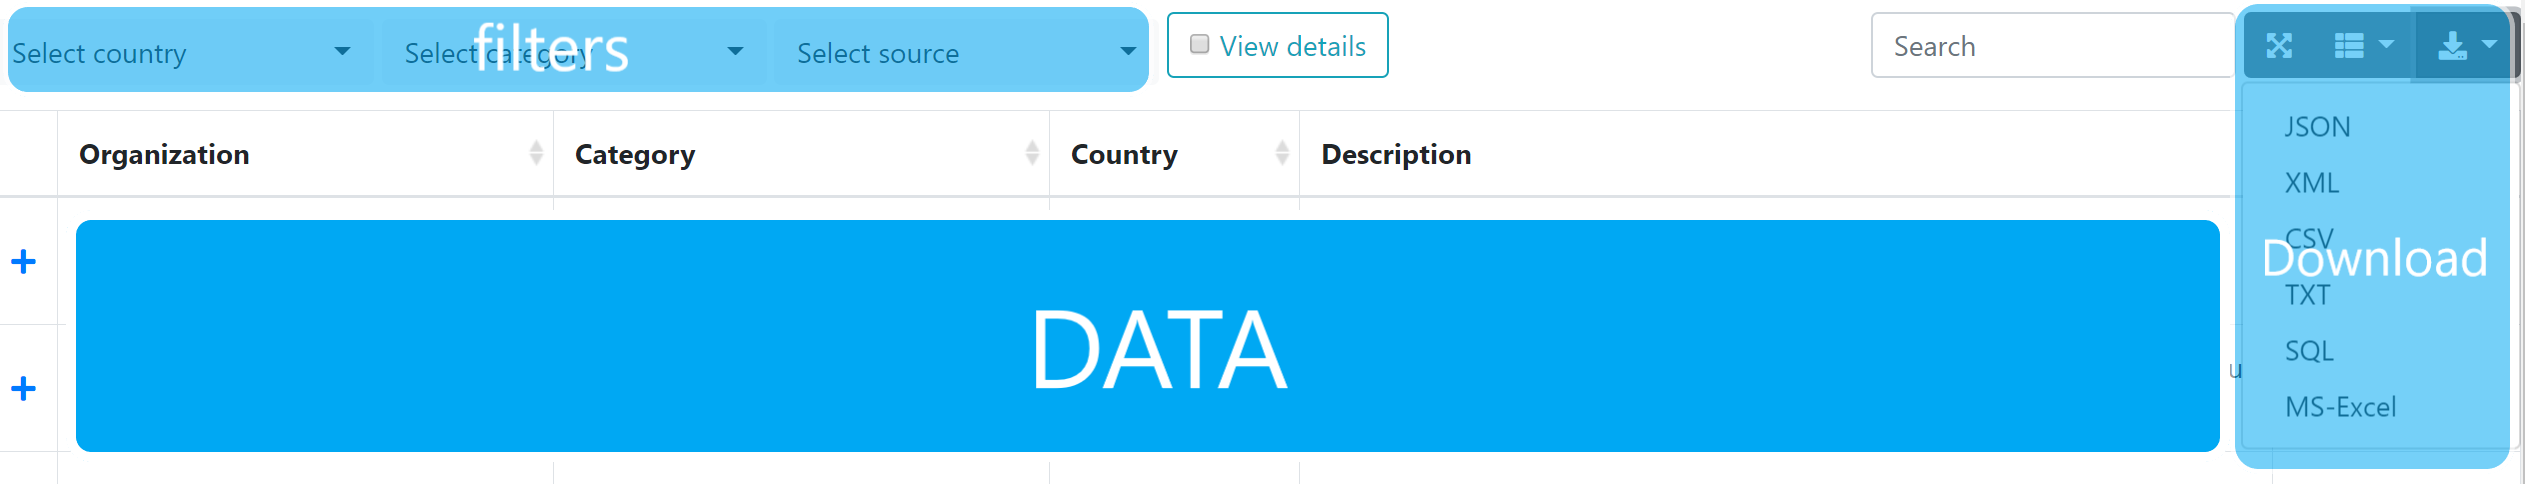 Select country
Select category
filters
Select source
View details
Search
Organization
Category
Country
Description
JSON
XML
CSV
Download
TXT
SQL
MS-Excel
DATA
u